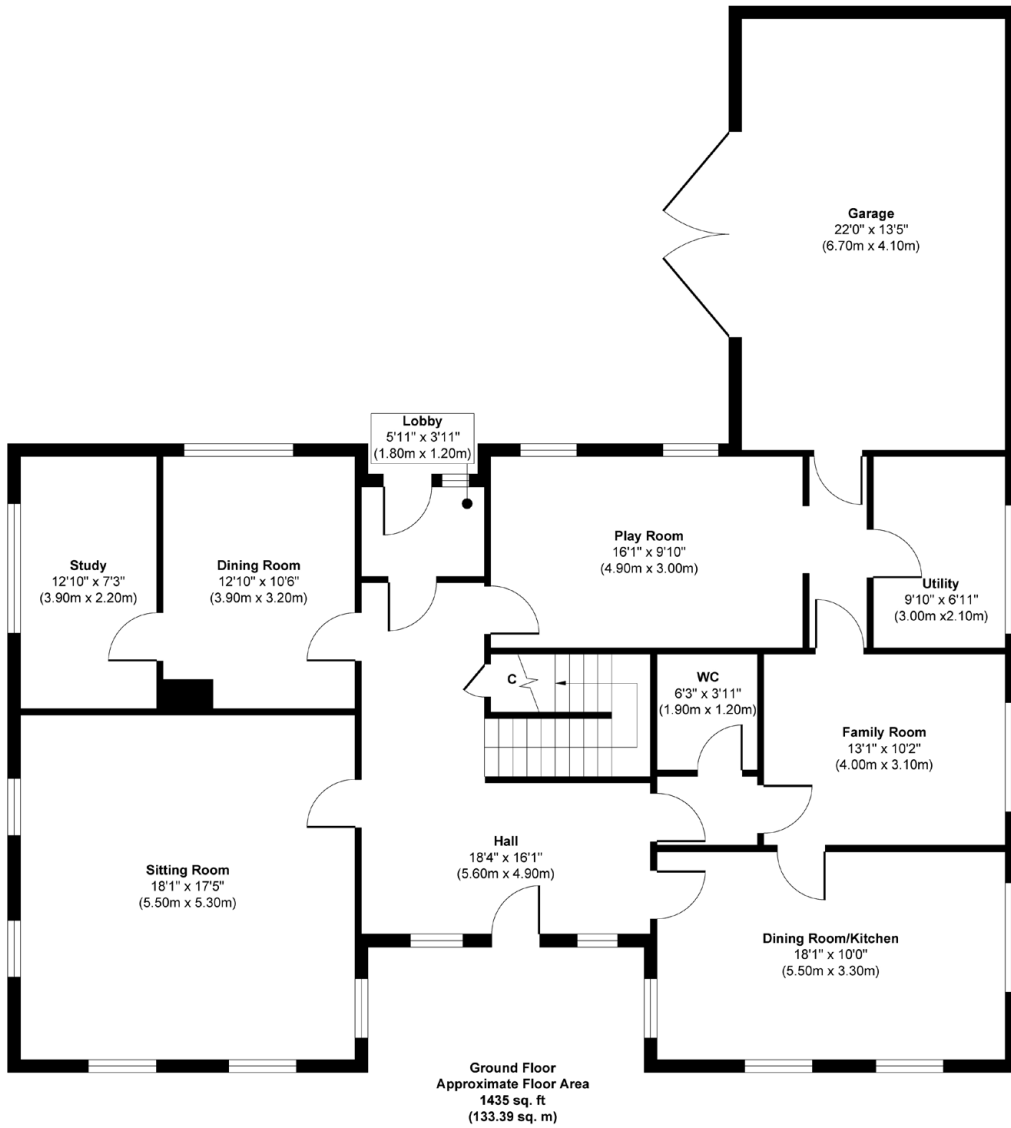 Garage
22'0" x 13'5"
(6.70m x 4.10m)
Lobby
5'11" x 3'11"
(1.80m x 1.20m)
Study
12'10" x 7'3"
(3.90m x 2.20m)
Dining Room
12'10" x 10'6"
(3.90m x 3.20m)
Play Room
16'1" x 9'10"
(4.90m x 3.00m)
Utility
9'10" x 6'11"
(3.00m x2.10m)
C
WC
6'3" x 3'11"
(1.90m x 1.20m)
Family Room
13'1" x 10'2"
(4.00m x 3.10m)
Hall
18'4" x 16'1"
(5.60m x 4.90m)
Sitting Room
18'1" x 17'5"
(5.50m x 5.30m)
Dining Room/Kitchen
18'1" x 10'0"
(5.50m x 3.30m)
Ground Floor
Approximate Floor Area
1435 sq. ft
(133.39 sq. m)